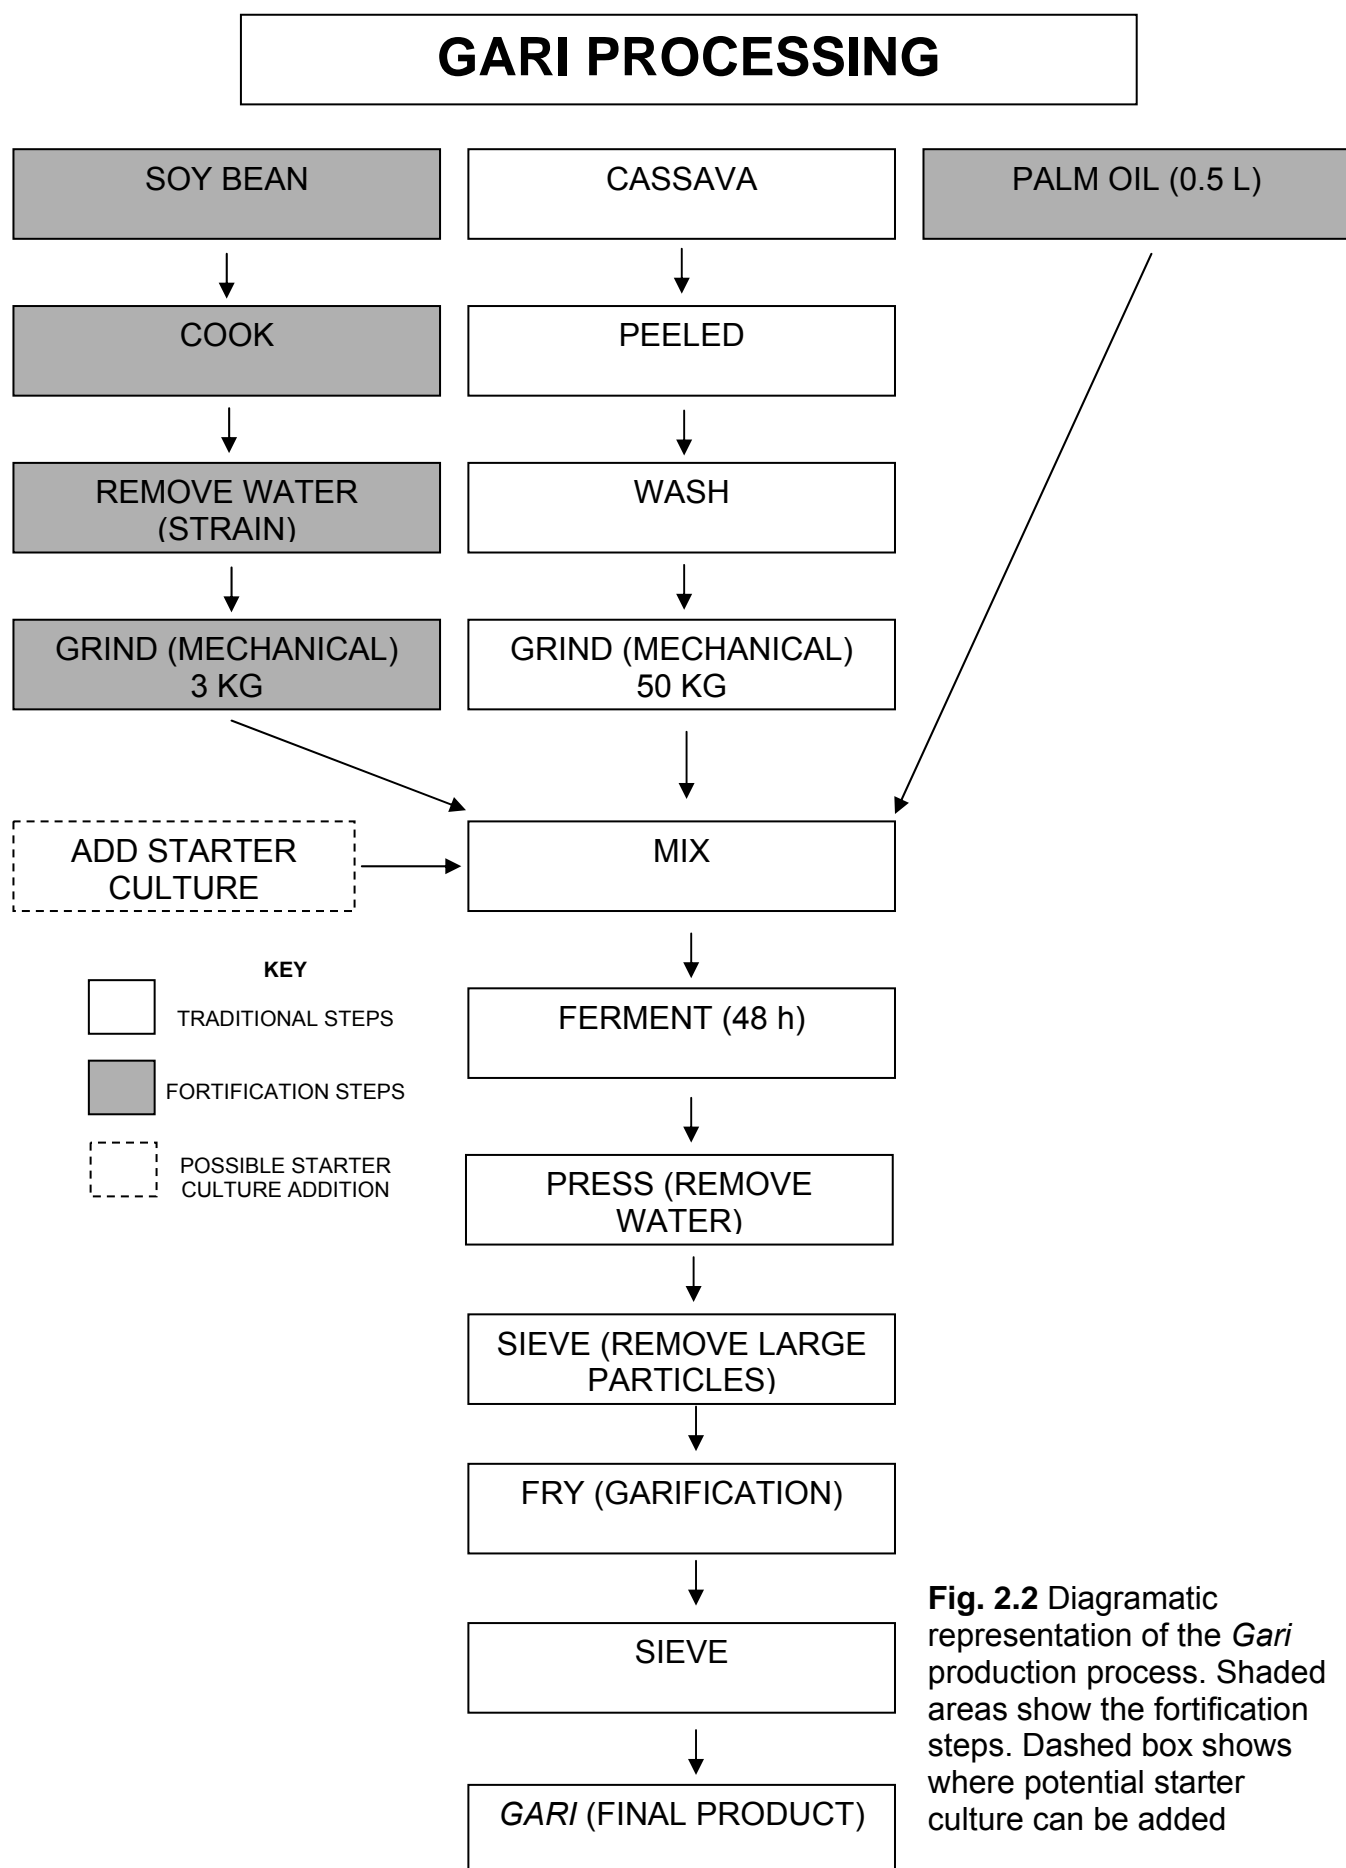 GARI PROCESSING
SOY BEAN
CASSAVA
PALM OIL (0.5 L)
COOK
PEELED
REMOVE WATER
(STRAIN)
WASH
GRIND (MECHANICAL)
3 KG
GRIND (MECHANICAL)
50 KG
ADD STARTER
CULTURE
MIX
KEY
TRADITIONAL STEPS
FORTIFICATION STEPS
POSSIBLE STARTER
CULTURE ADDITION
FERMENT (48 h)
PRESS (REMOVE
WATER)
SIEVE (REMOVE LARGE
PARTICLES)
FRY (GARIFICATION)
SIEVE
GARI (FINAL PRODUCT)
Fig. 2.2 Diagramatic
representation of the Gari
production process. Shaded
areas show the fortification
steps. Dashed box shows
where potential starter
culture can be added